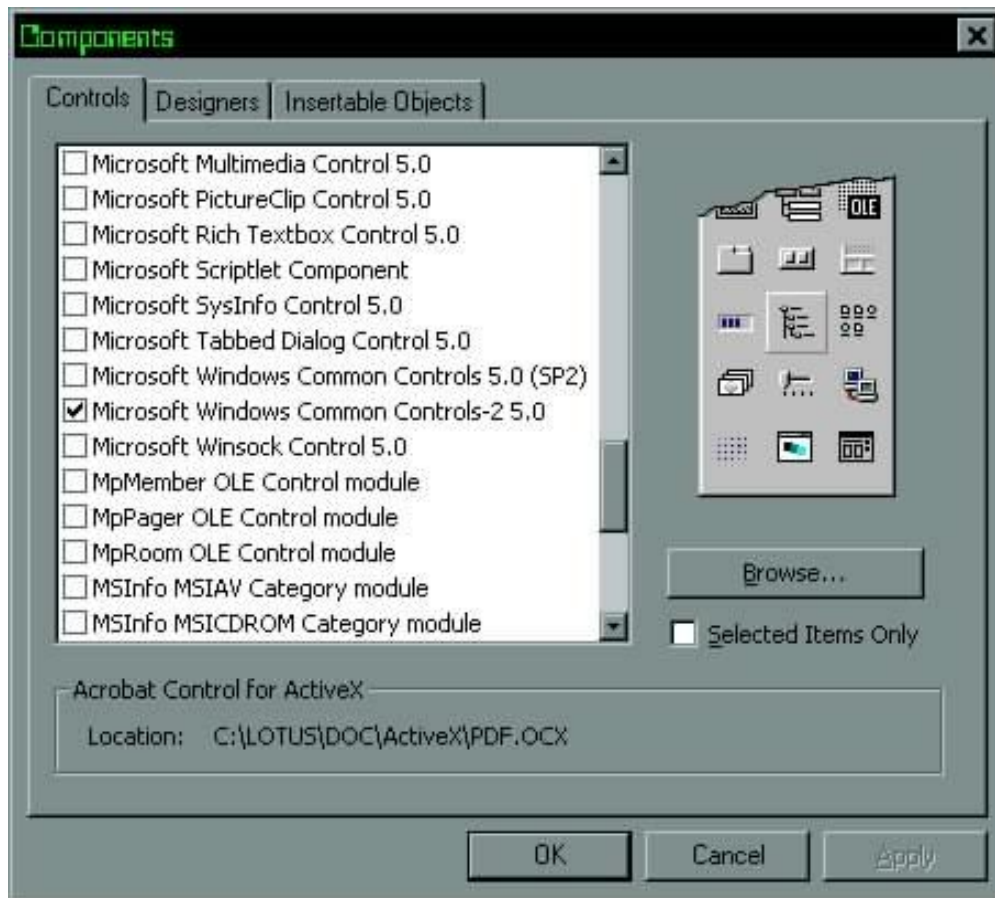 Components
Controls Designers Insertable Objects
Microsoft Multimedia Control 5.0
Microsoft PictureClip Control 5.0
Microsoft Rich Textbox Control 5.0
Microsoft Scriptlet Component
Microsoft SysInfo Control 5.0
Microsoft Tabbed Dialog Control 5.0
Microsoft Windows Common Controls 5.0 (SP2)
Microsoft Windows Common Controls-2 5.0
Microsoft Winsock Control 5.0
MpMember OLE Control module
MpPager OLE Control module
MpRoom OLE Control module
MSInfo MSIAV Category module
MSInfo MSICDROM Category module
OLE
Browse...
Selected Items Only
Acrobat Control for ActiveX
Location: C:\LOTUS\DOC\ActiveX\PDF.OCX
OK Cancel Apply